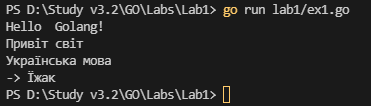 PS D:\Study v3.2\GO\Labs\Lab1> go run lab1/ex1.go
Hello  Golang!
Привіт світ
Українська мова
-> Їжак
PS D:\Study v3.2\GO\Labs\Lab1>